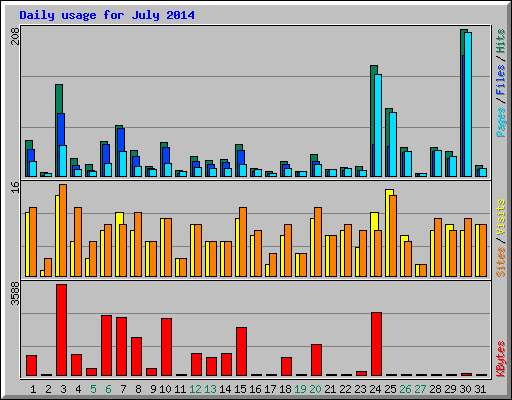 Daily usage for July 2014
208
Pages / Files / Hits
16
Sites / Visits
3588
KBytes
1 2 3 4 5 6 7 8 9 10 11 12 13 14 15 16 17 18 19 20 21 22 23 24 25 26 27 28 29 30 31